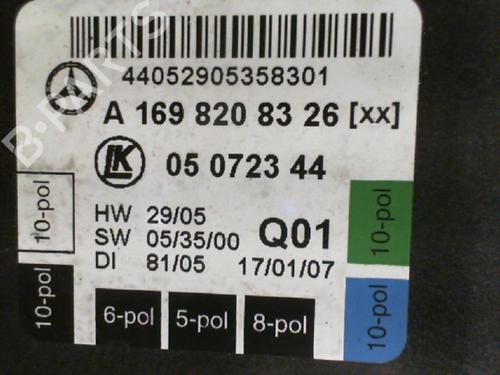 44052905358301
A 169 820 83 26 [xx]
LK 05 0723 44
HW 29/05
SW 05/35/00 Q01
DI 81/05 17/01/07
10-pol
10-pol
6-pol 5-pol 8-pol
10-pol
10-pol
B-PARTS